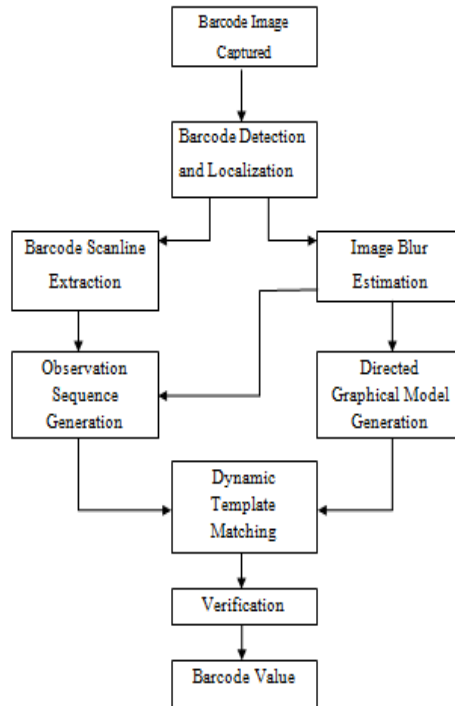 Barcode Image
Captured
Barcode Detection
and Localization
Barcode Scanline
Extraction
Image Blur
Estimation
Observation
Sequence
Generation
Directed
Graphical Model
Generation
Dynamic
Template
Matching
Verification
Barcode Value